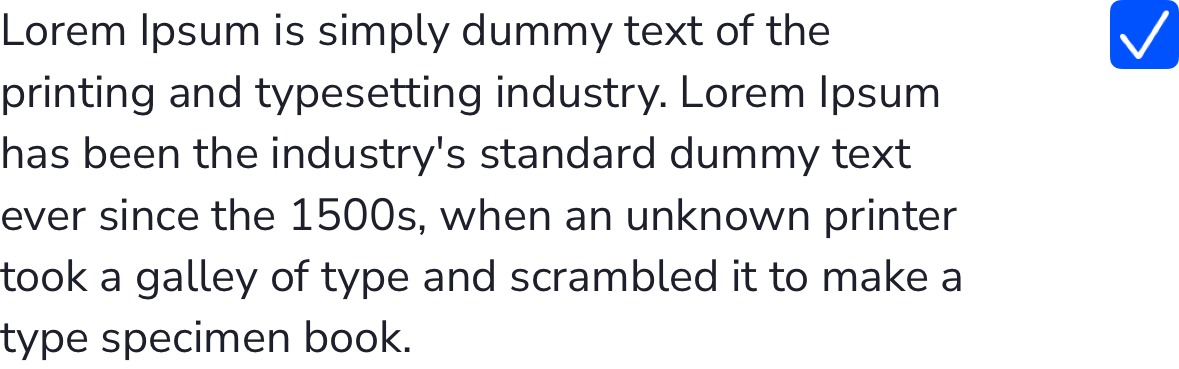 Lorem Ipsum is simply dummy text of the
printing and typesetting industry. Lorem Ipsum
has been the industry's standard dummy text
ever since the 1500s, when an unknown printer
took a galley of type and scrambled it to make a
type specimen book.